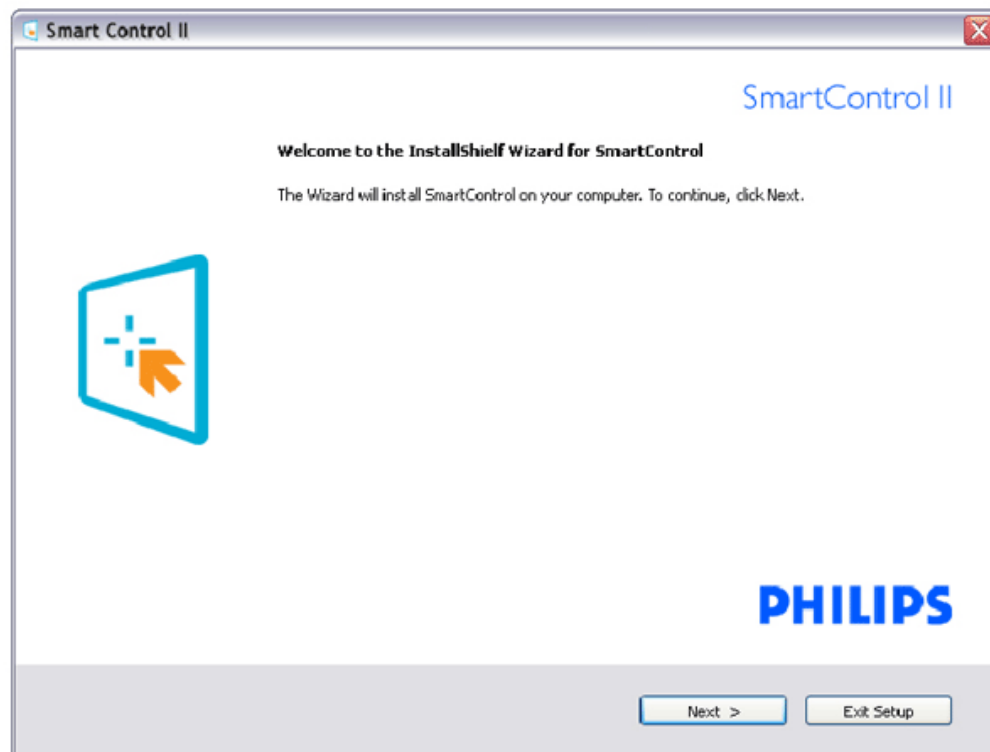 Smart Control II
SmartControl II
Welcome to the InstallShield Wizard for SmartControl
The Wizard will install SmartControl on your computer. To continue, click Next.
PHILIPS
Next >
Exit Setup